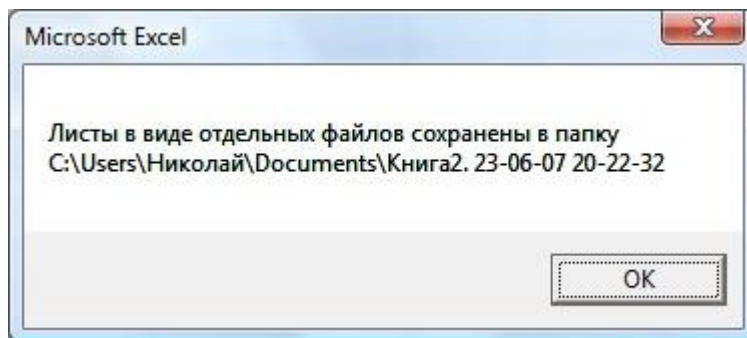 Microsoft Excel
Листы в виде отдельных файлов сохранены в папку
C:\Users\Николай\Documents\Книга2. 23-06-07 20-22-32
OK